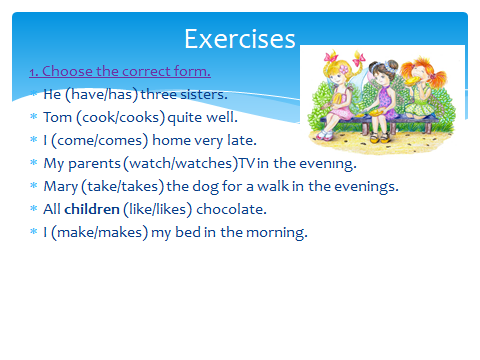 Exercises
1. Choose the correct form.
He (have/has) three sisters.
Tom (cook/cooks) quite well.
I (come/comes) home very late.
My parents (watch/watches)TV in the evening.
Mary (take/takes) the dog for a walk in the evenings.
All children (like/likes) chocolate.
I (make/makes) my bed in the morning.